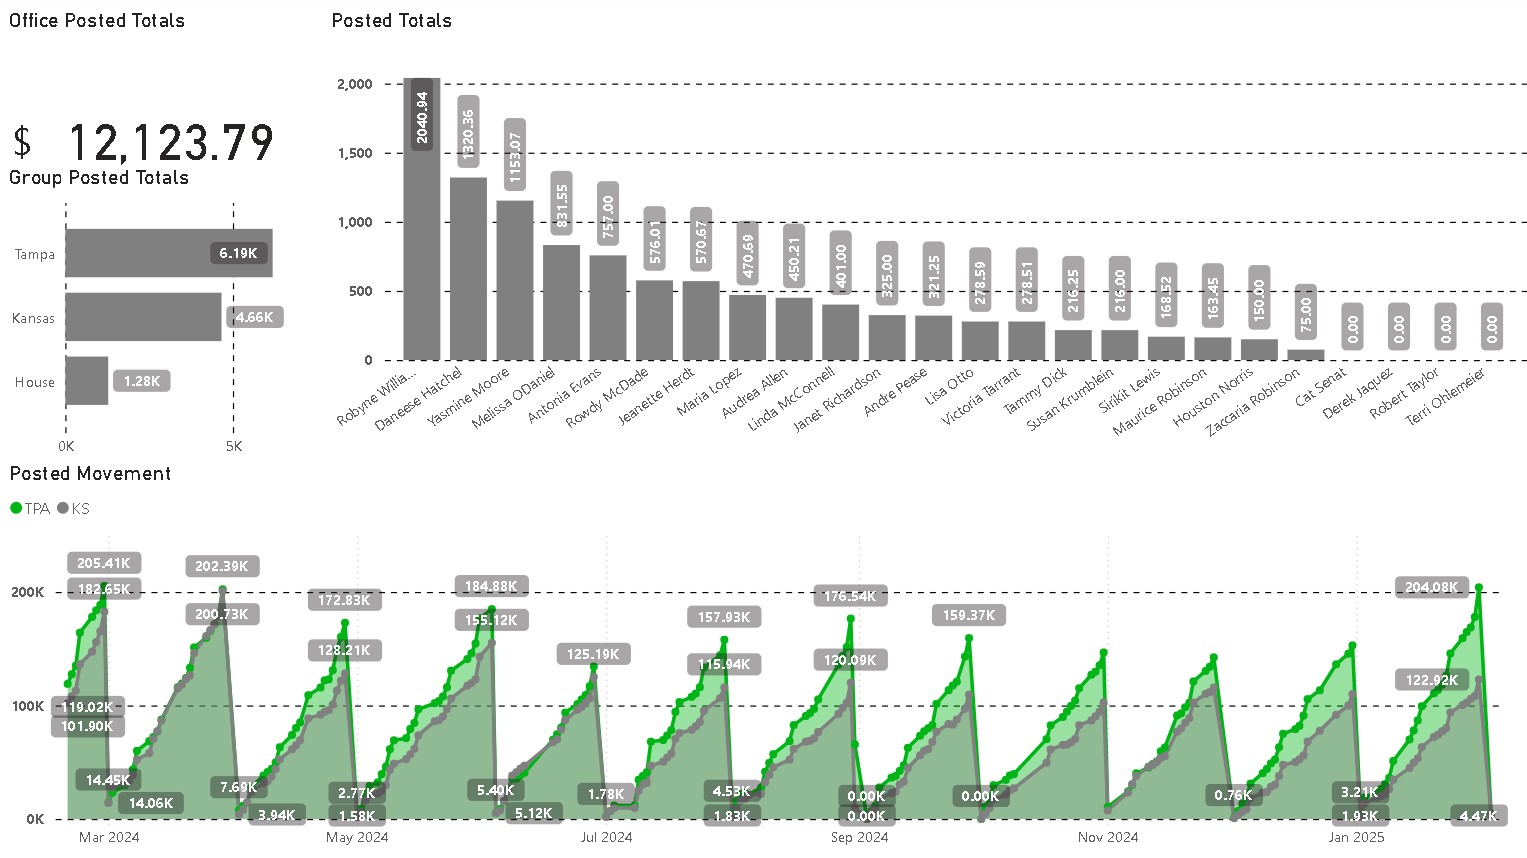 Office Posted Totals
$ 12,123.79
Group Posted Totals
Tampa 6.19K
Kansas 4.66K
House 1.28K
0K 5K
Posted Totals
2,000
1,500
1,000
500
0
2040.94
1320.36
1153.07
831.55
757.00
576.01
570.67
470.69
450.21
401.00
325.00
321.25
278.59
278.51
216.25
216.00
168.52
163.45
150.00
75.00
0.00
0.00
0.00
0.00
Robyne Willia...
Daneese Hatchel
Yasmine Moore
Melissa ODaniel
Antonia Evans
Rowdy McDade
Jeanette Herdt
Maria Lopez
Audrea Allen
Linda McConnell
Janet Richardson
Andre Pease
Lisa Otto
Victoria Tarrant
Tammy Dick
Susan Krumblein
Sirikit Lewis
Maurice Robinson
Houston Norris
Zaccaria Robinson
Cat Senat
Derek Jaquez
Robert Taylor
Terri Ohlemeier
Posted Movement
TPA KS
200K
100K
0K
205.41K
182.65K
119.02K
101.90K
14.45K
14.06K
202.39K
200.73K
7.69K
3.94K
172.83K
128.21K
2.77K
1.58K
184.88K
155.12K
5.40K
5.12K
125.19K
1.78K
157.93K
115.94K
4.53K
1.83K
176.54K
120.09K
0.00K
0.00K
159.37K
0.00K
0.76K
3.21K
1.93K
204.08K
122.92K
4.47K
Mar 2024 May 2024 Jul 2024 Sep 2024 Nov 2024 Jan 2025